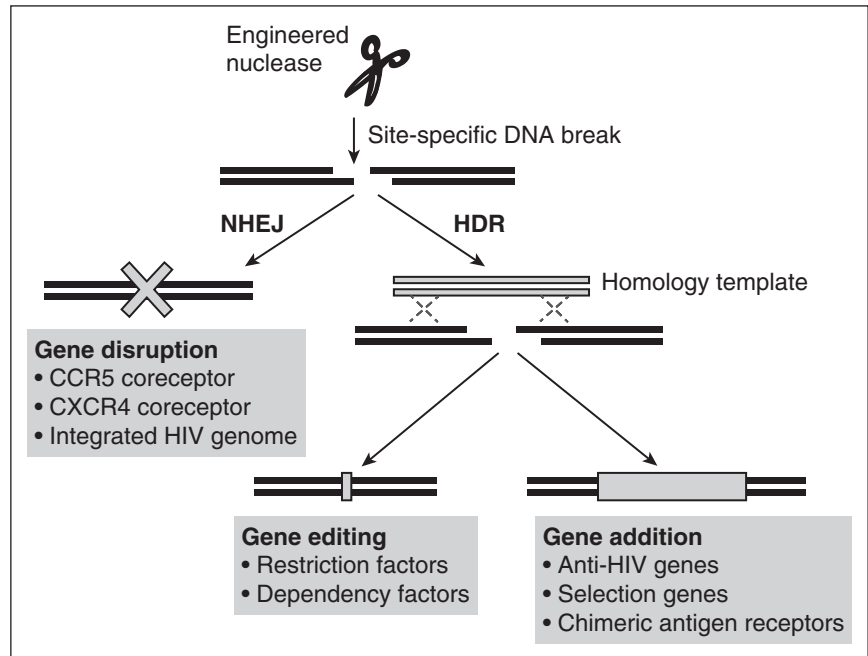 Engineered
nuclease
Site-specific DNA break
NHEJ
HDR
Homology template
Gene disruption
• CCR5 coreceptor
• CXCR4 coreceptor
• Integrated HIV genome
Gene editing
• Restriction factors
• Dependency factors
Gene addition
• Anti-HIV genes
• Selection genes
• Chimeric antigen receptors